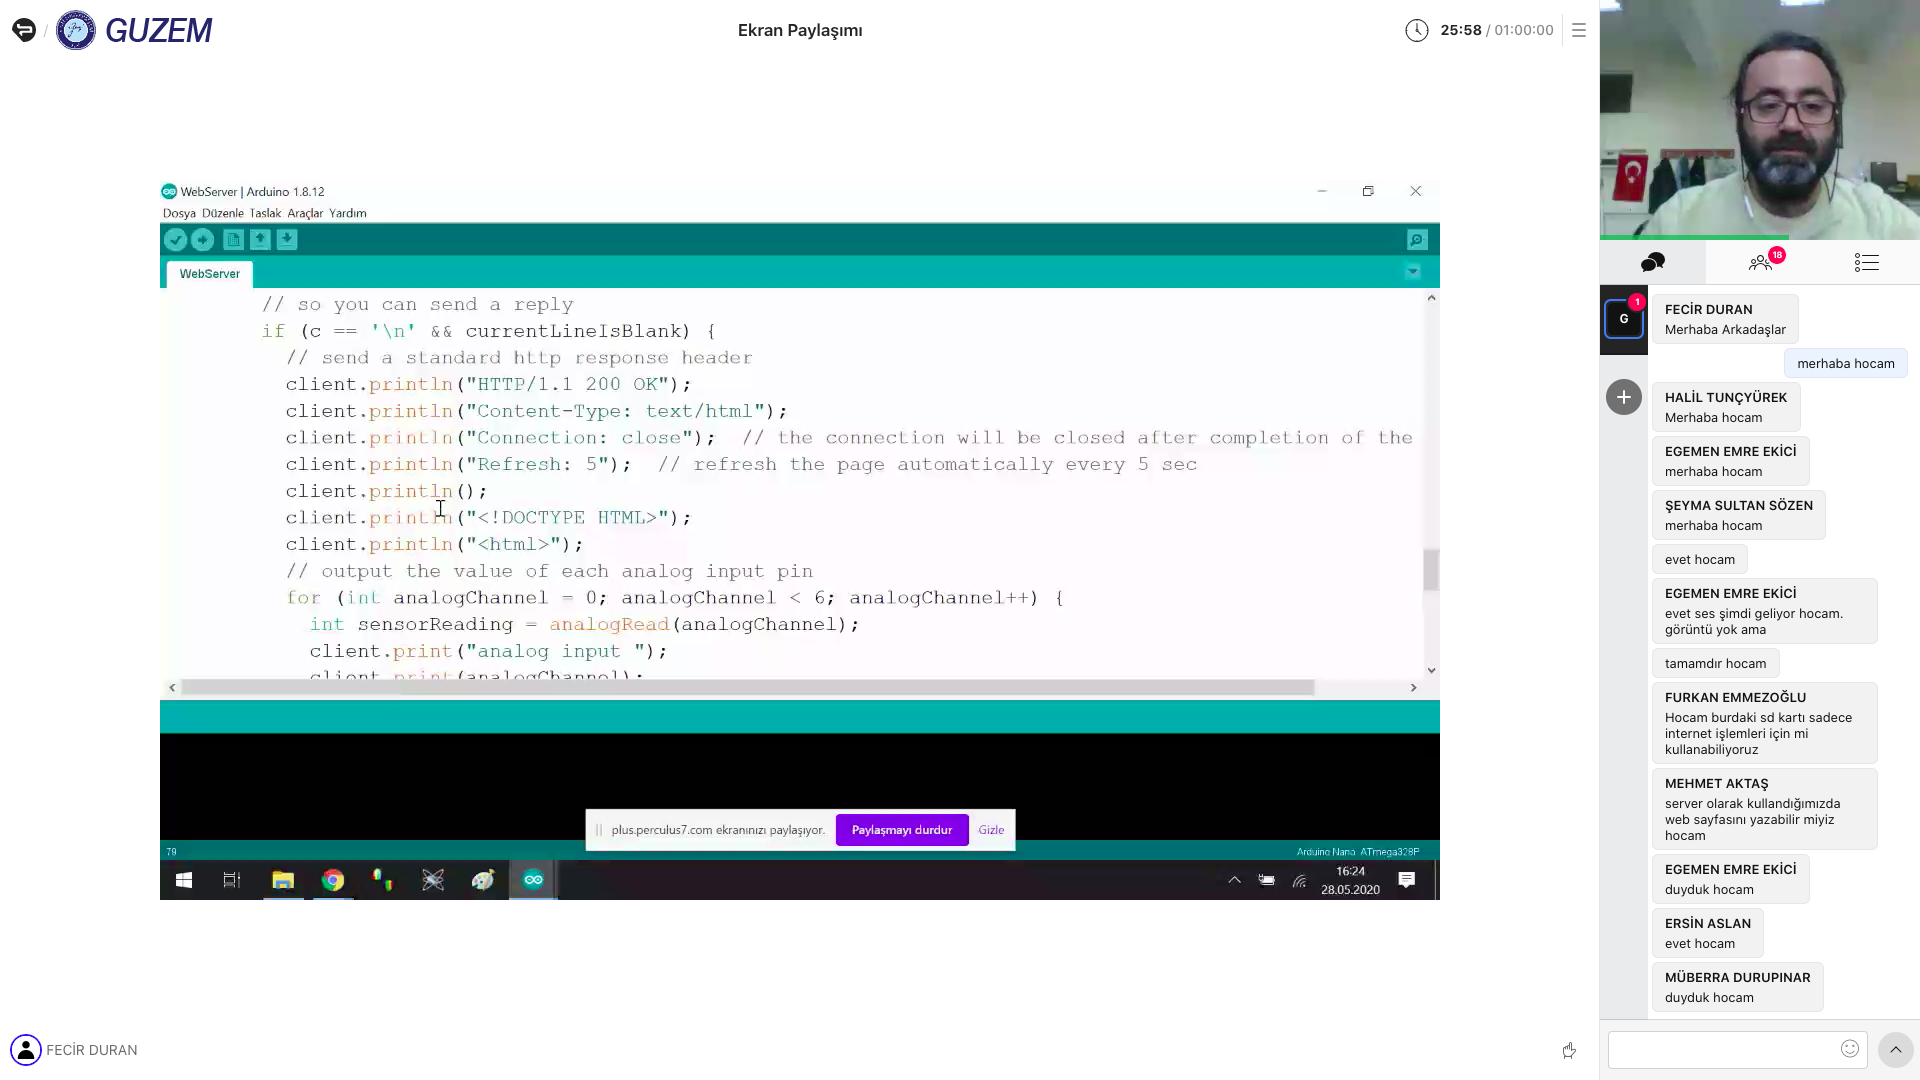 GUZEM
Ekran Paylaşımı
25:58 / 01:00:00
WebServer | Arduino 1.8.12
Dosya Düzenle Taslak Araçlar Yardım
WebServer
// so you can send a reply
if (c == '\n' && currentLineIsBlank) {
// send a standard http response header
client.println("HTTP/1.1 200 OK");
client.println("Content-Type: text/html");
client.println("Connection: close");  // the connection will be closed after completion of the
client.println("Refresh: 5");  // refresh the page automatically every 5 sec
client.println();
client.println("<!DOCTYPE HTML>");
client.println("<html>");
// output the value of each analog input pin
for (int analogChannel = 0; analogChannel < 6; analogChannel++) {
int sensorReading = analogRead(analogChannel);
client.print("analog input ");
client.print(analogChannel);
plus.perculus7.com ekranınızı paylaşıyor.
Paylaşmayı durdur
Gizle
79
Arduino Nano, ATmega328P
16:24
28.05.2020
FECİR DURAN
18
G
1
FECİR DURAN
Merhaba Arkadaşlar
merhaba hocam
HALİL TUNÇYÜREK
Merhaba hocam
EGEMEN EMRE EKİCİ
merhaba hocam
ŞEYMA SULTAN SÖZEN
merhaba hocam
evet hocam
EGEMEN EMRE EKİCİ
evet ses şimdi geliyor hocam.
görüntü yok ama
tamamdır hocam
FURKAN EMMEZOĞLU
Hocam burdaki sd kartı sadece
internet işlemleri için mi
kullanabiliyoruz
MEHMET AKTAŞ
server olarak kullandığımızda
web sayfasını yazabilir miyiz
hocam
EGEMEN EMRE EKİCİ
duyduk hocam
ERSİN ASLAN
evet hocam
MÜBERRA DURUPINAR
duyduk hocam